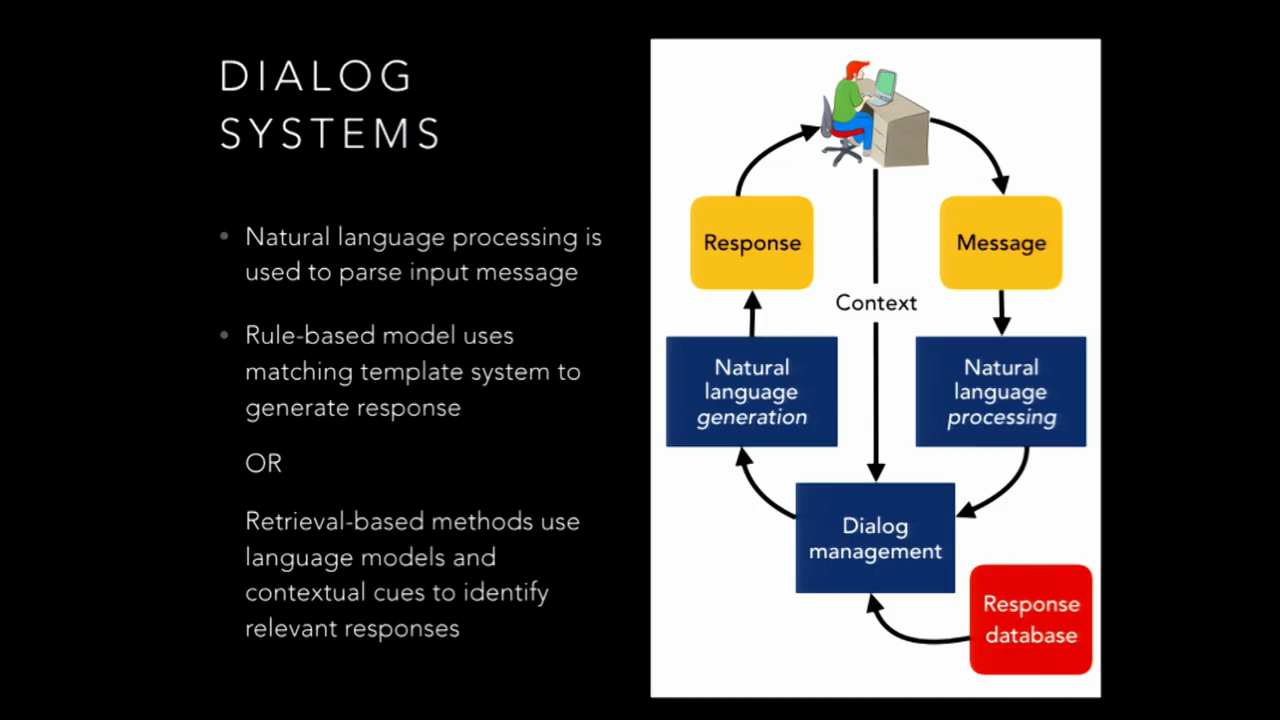 DIALOG
SYSTEMS
• Natural language processing is
used to parse input message
• Rule-based model uses
matching template system to
generate response
OR
Retrieval-based methods use
language models and
contextual cues to identify
relevant responses
Response
Message
Context
Natural
language
generation
Natural
language
processing
Dialog
management
Response
database